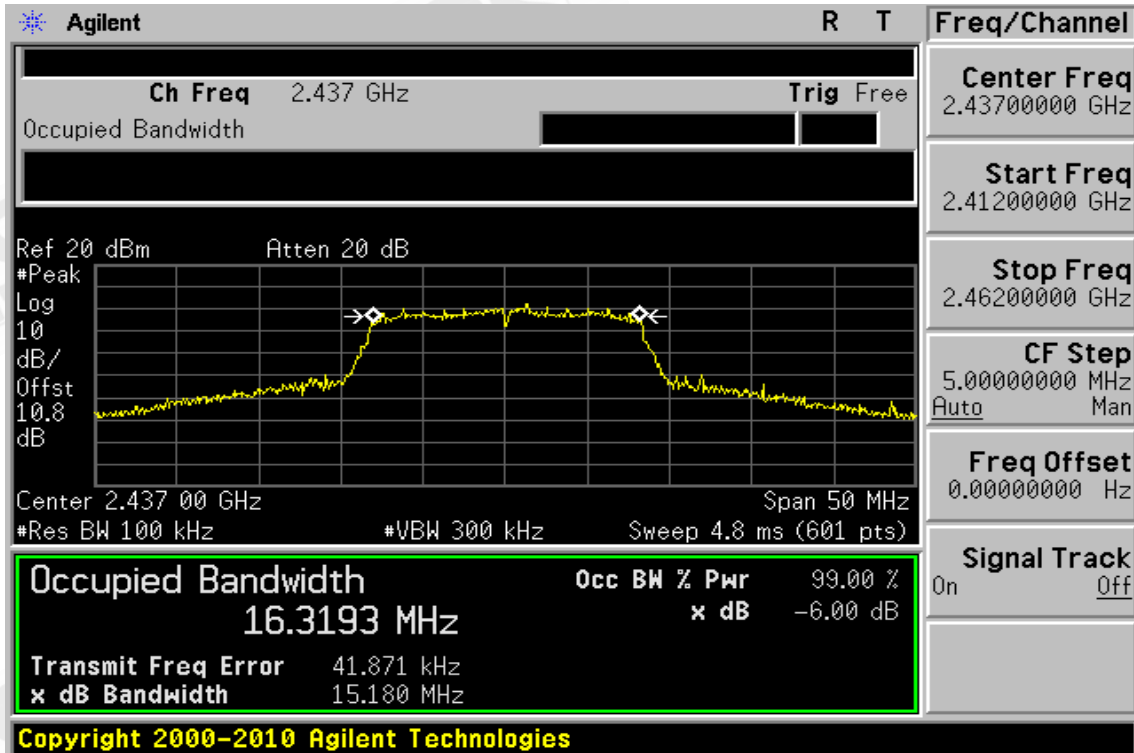 Agilent R T
Freq/Channel
Ch Freq 2.437 GHz Trig Free
Occupied Bandwidth
Center Freq
2.43700000 GHz
Start Freq
2.41200000 GHz
Stop Freq
2.46200000 GHz
CF Step
5.00000000 MHz
Auto Man
Freq Offset
0.00000000 Hz
Signal Track
On Off
Ref 20 dBm Atten 20 dB
#Peak
Log
10
dB/
Offst
10.8
dB
Center 2.437 00 GHz Span 50 MHz
#Res BW 100 kHz #VBW 300 kHz Sweep 4.8 ms (601 pts)
Occupied Bandwidth
16.3193 MHz
Occ BW % Pwr 99.00 %
x dB -6.00 dB
Transmit Freq Error 41.871 kHz
x dB Bandwidth 15.180 MHz
Copyright 2000-2010 Agilent Technologies